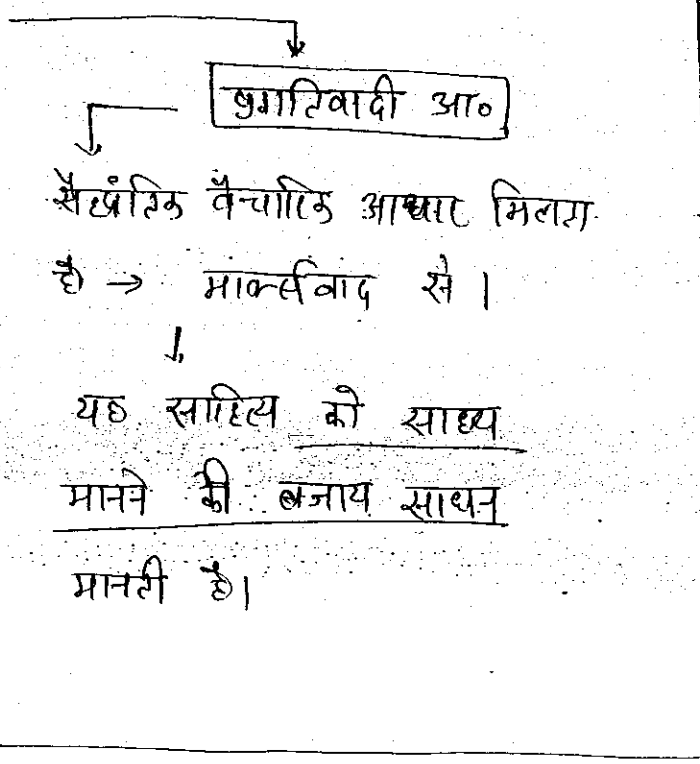 प्रगतिवादी आ०
सैद्धांतिक वैचारिक आधार मिलता
है → मार्क्सवाद से।
यह साहित्य को साध्य
मानने की बजाय साधन
मानती है।